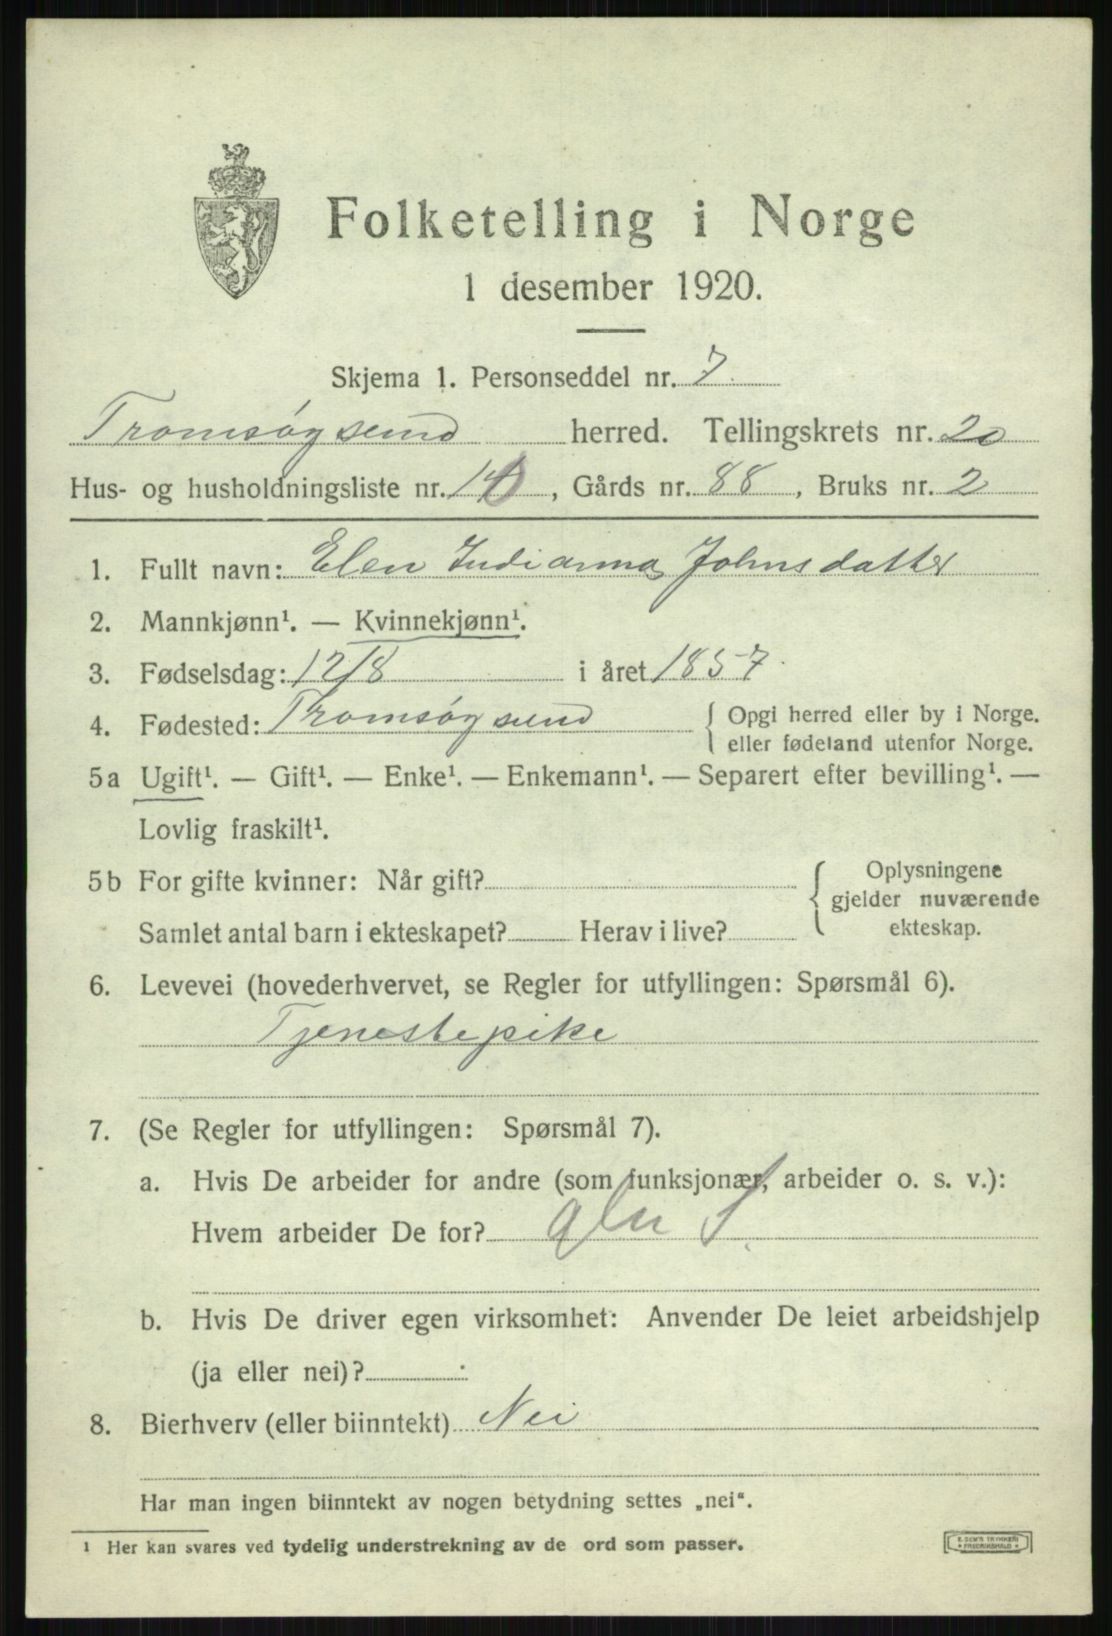 Folketelling i Norge
1 desember 1920.
Skjema 1. Personseddel nr. 7
Tromsøysund herred. Tellingskrets nr. 20
Hus- og husholdningsliste nr. 10, Gårds nr. 88, Bruks nr. 2
1. Fullt navn: Elen Indianna Johnsdatter
2. Mannkjønn¹. — Kvinnekjønn¹.
3. Fødselsdag: 12/8 i året 1857.
4. Fødested: Tromsøysund { Opgi herred eller by i Norge.
eller fødeland utenfor Norge.
5a Ugift¹. — Gift¹. — Enke¹. — Enkemann¹. — Separert efter bevilling¹. —
Lovlig fraskilt¹.
5b For gifte kvinner: Når gift? { Oplysningene
gjelder nuværende
Samlet antal barn i ekteskapet? Herav i live? ekteskap.
6. Levevei (hovederhvervet, se Regler for utfyllingen: Spørsmål 6).
Tjenestepike
7. (Se Regler for utfyllingen: Spørsmål 7).
a. Hvis De arbeider for andre (som funksjonær, arbeider o. s. v.):
Hvem arbeider De for?
b. Hvis De driver egen virksomhet: Anvender De leiet arbeidshjelp
(ja eller nei)?
8. Bierhverv (eller biinntekt) Nei
Har man ingen biinntekt av nogen betydning settes „nei“.
¹ Her kan svares ved tydelig understrekning av de ord som passer.